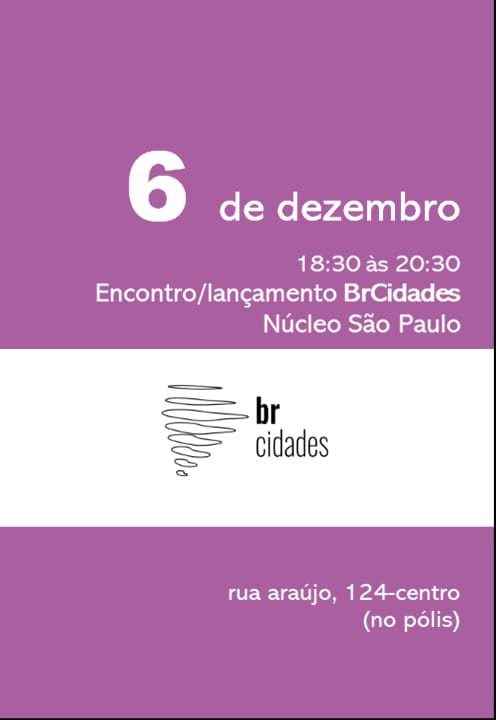 6 de dezembro
18:30 às 20:30
Encontro/lançamento BrCidades
Núcleo São Paulo
br
cidades
rua araújo, 124-centro
(no pólis)